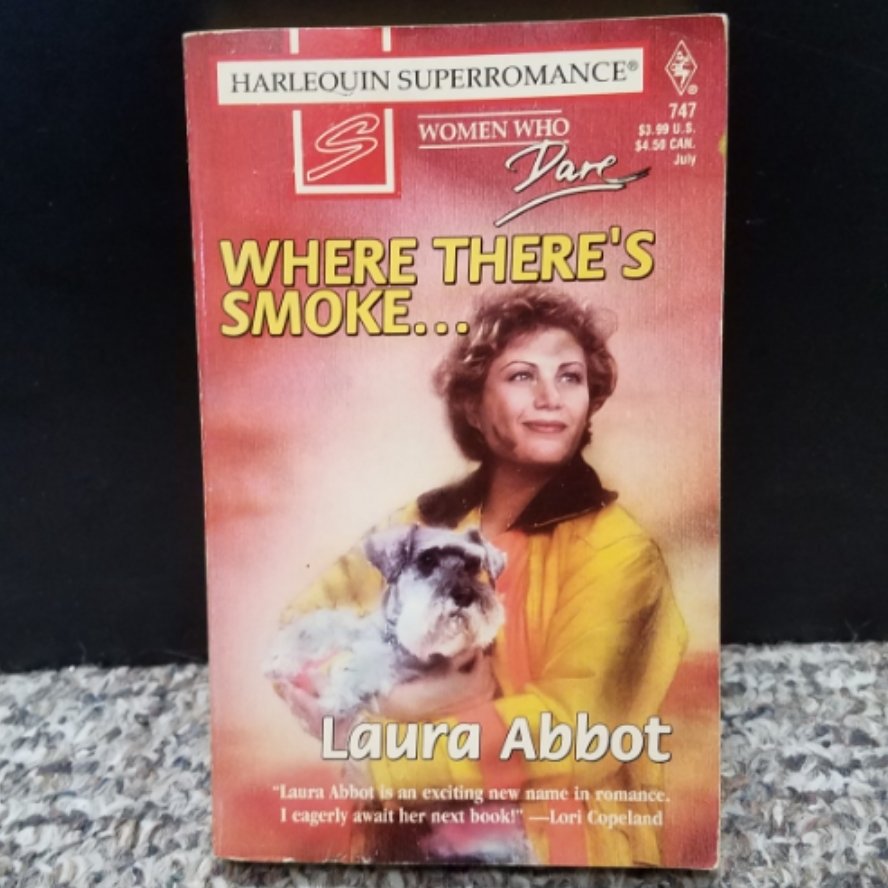 HARLEQUIN SUPERROMANCE®
S
747
$3.99 U.S.
$4.50 CAN.
July
WOMEN WHO
Dare
WHERE THERE'S
SMOKE...
Laura Abbot
"Laura Abbot is an exciting new name in romance.
I eagerly await her next book!" —Lori Copeland